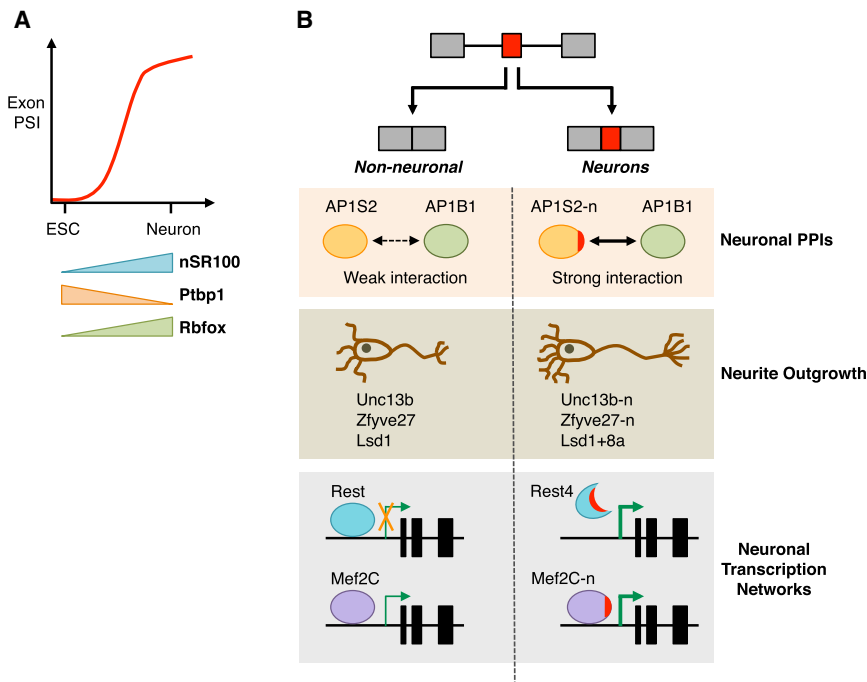 A
Exon
PSI
ESC
Neuron
nSR100
Ptbp1
Rbfox
B
Non-neuronal
Neurons
AP1S2
AP1B1
AP1S2-n
AP1B1
Weak interaction
Strong interaction
Neuronal PPIs
Unc13b
Zfyve27
Lsd1
Unc13b-n
Zfyve27-n
Lsd1+8a
Neurite Outgrowth
Rest
Rest4
Mef2C
Mef2C-n
Neuronal
Transcription
Networks